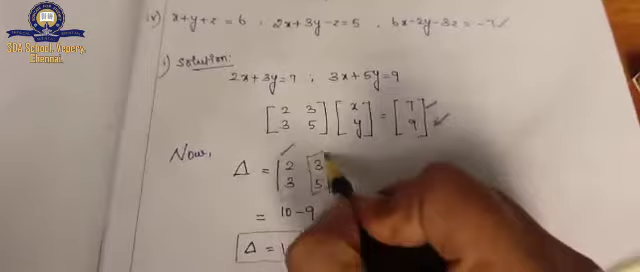 SDA School, Vepery, Chennai.
iv) x+y+z = 6 ; 2x+3y-z = 5 , 6x-2y-3z = -7
i) solution:
2x+3y=7 ; 3x+5y=9
[2 3 3 5] [x y] = [7 9]
Now,
Δ = |2 3 3 5|
= 10-9
Δ = 1